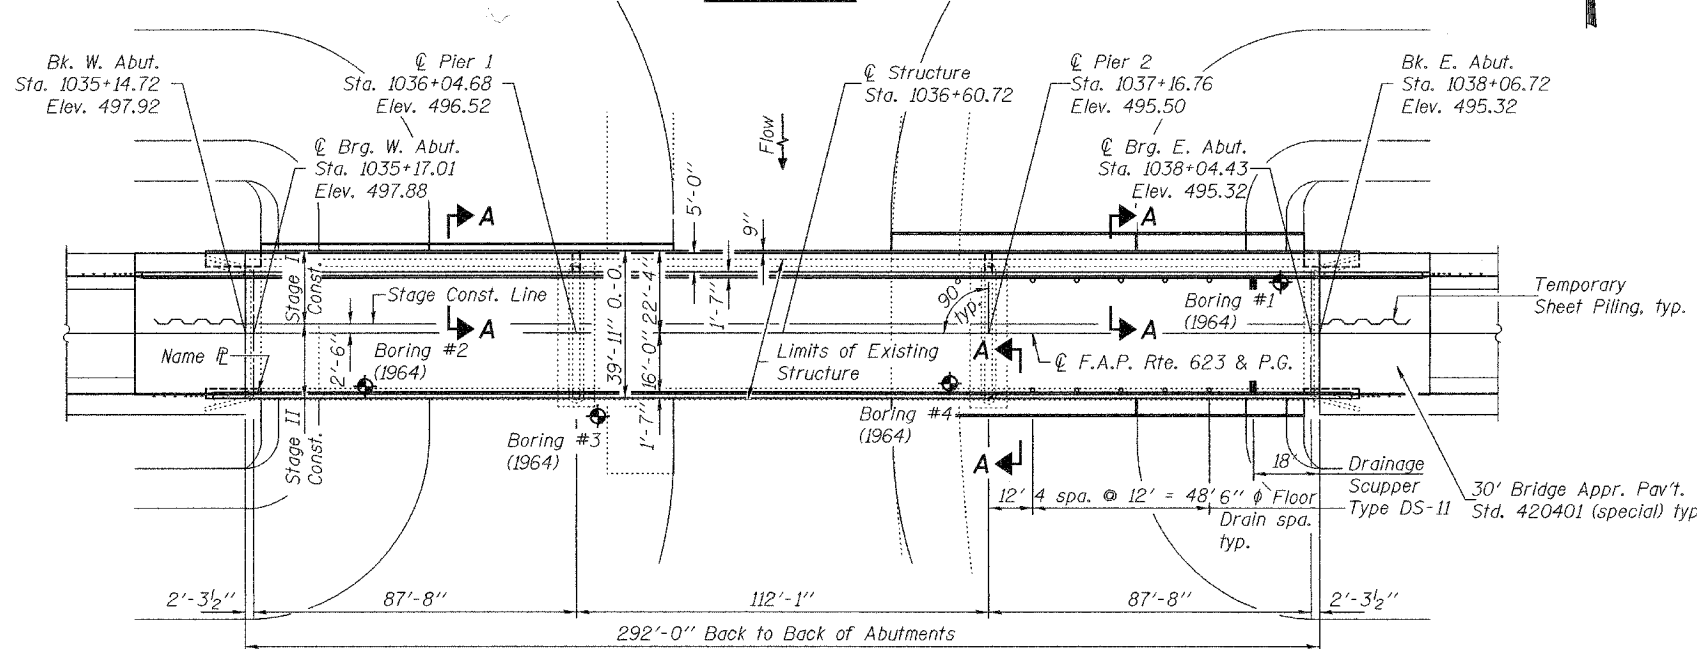 Bk. W. Abut.
Sta. 1035+14.72
Elev. 497.92
℄ Pier 1
Sta. 1036+04.68
Elev. 496.52
℄ Structure
Sta. 1036+60.72
℄ Pier 2
Sta. 1037+16.76
Elev. 495.50
Bk. E. Abut.
Sta. 1038+06.72
Elev. 495.32
℄ Brg. W. Abut.
Sta. 1035+17.01
Elev. 497.88
Flow
℄ Brg. E. Abut.
Sta. 1038+04.43
Elev. 495.32
A
A
5'-0"
9"
Stage I
Const.
Stage Const. Line
A
2'-6"
39'-11" O.-O.
22'-4"
1'-7"
90°
typ.
A
Boring #1
(1964)
Temporary
Sheet Piling, typ.
Name ℄
Boring #2
(1964)
16'-0"
Limits of Existing
Structure
A
℄ F.A.P. Rte. 623 & P.G.
Stage II
Const.
Boring #3
(1964)
1'-7"
Boring #4
(1964)
A
12'
4 spa. @ 12' = 48'
6" ϕ Floor
Drain spa.
typ.
18'
Drainage
Scupper
Type DS-11
30' Bridge Appr. Pav't.
Std. 420401 (special) typ
2'-3½"
87'-8"
112'-1"
87'-8"
2'-3½"
292'-0" Back to Back of Abutments